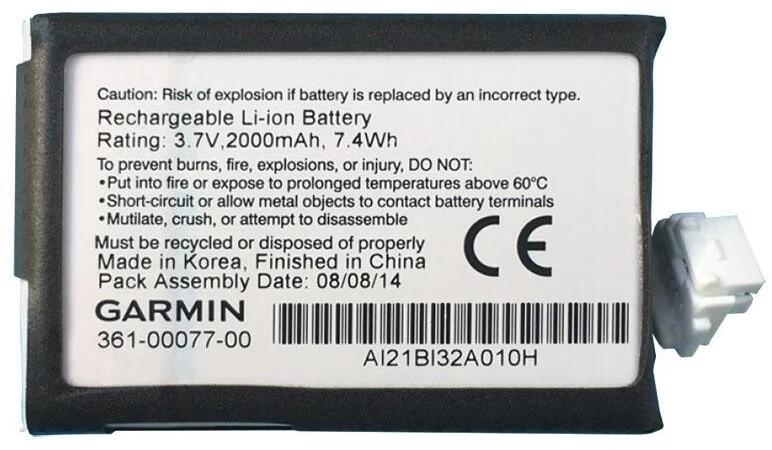 Caution: Risk of explosion if battery is replaced by an incorrect type.
Rechargeable Li-ion Battery
Rating: 3.7V,2000mAh, 7.4Wh
To prevent burns, fire, explosions, or injury, DO NOT:
•Put into fire or expose to prolonged temperatures above 60°C
•Short-circuit or allow metal objects to contact battery terminals
•Mutilate, crush, or attempt to disassemble
Must be recycled or disposed of properly
Made in Korea, Finished in China
Pack Assembly Date: 08/08/14
CE
GARMIN
361-00077-00
AI21BI32A010H